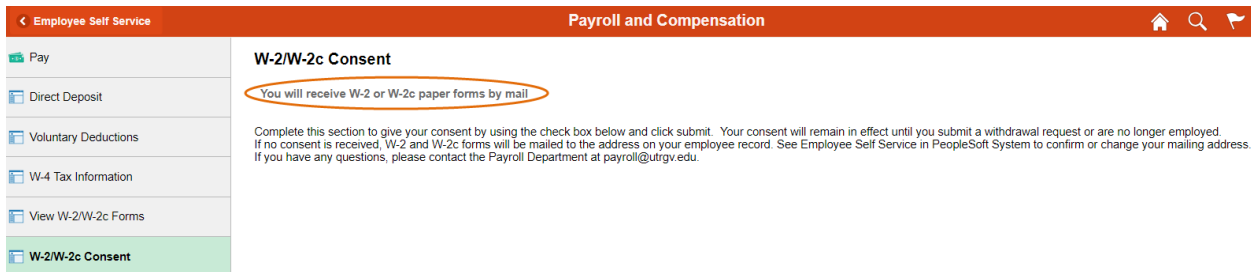 Employee Self Service
Payroll and Compensation
Pay
Direct Deposit
Voluntary Deductions
W-4 Tax Information
View W-2/W-2c Forms
W-2/W-2c Consent
W-2/W-2c Consent
You will receive W-2 or W-2c paper forms by mail
Complete this section to give your consent by using the check box below and click submit. Your consent will remain in effect until you submit a withdrawal request or are no longer employed.
If no consent is received, W-2 and W-2c forms will be mailed to the address on your employee record. See Employee Self Service in PeopleSoft System to confirm or change your mailing address.
If you have any questions, please contact the Payroll Department at payroll@utrgv.edu.